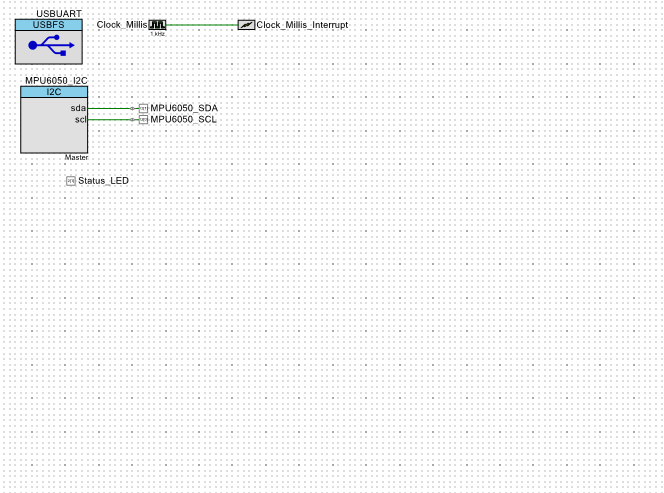 USBUART
USBFS
Clock_Millis
1 kHz
Clock_Millis_Interrupt
MPU6050_I2C
I2C
sda
MPU6050_SDA
scl
MPU6050_SCL
Master
Status_LED